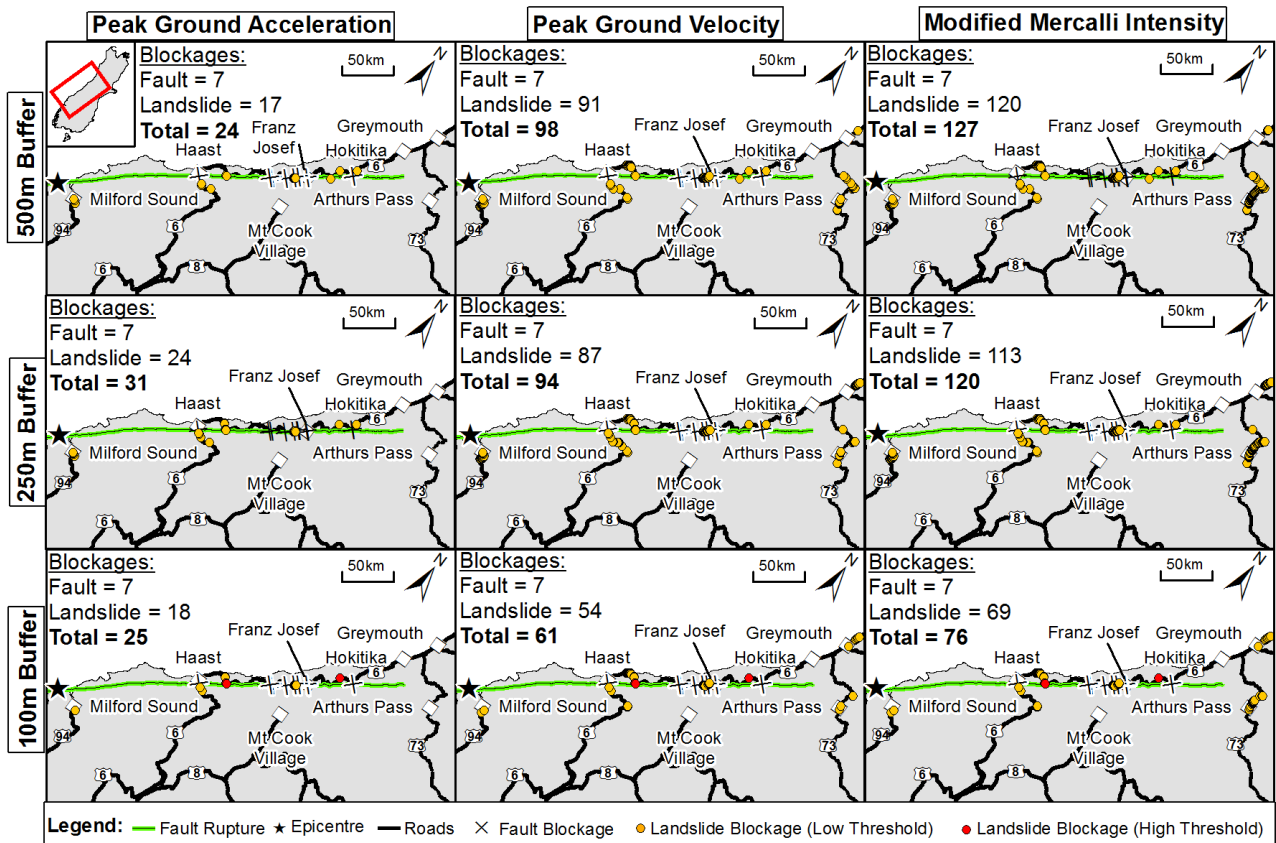 Peak Ground Acceleration
Peak Ground Velocity
Modified Mercalli Intensity
500m Buffer
Blockages:
Fault = 7
Landslide = 17
Total = 24
50km
N
Franz
Josef
Greymouth
Haast
Hokitika
6
Milford Sound
Arthurs Pass
94
6
Mt Cook
Village
73
6
8
Blockages:
Fault = 7
Landslide = 91
Total = 98
50km
N
Franz Josef
Greymouth
Haast
Hokitika
6
Milford Sound
Arthurs Pass
94
6
Mt Cook
Village
73
6
8
Blockages:
Fault = 7
Landslide = 120
Total = 127
50km
N
Franz Josef
Greymouth
Haast
Hokitika
6
Milford Sound
Arthurs Pass
94
6
Mt Cook
Village
73
6
8
250m Buffer
Blockages:
Fault = 7
Landslide = 24
Total = 31
50km
N
Franz Josef
Greymouth
Haast
Hokitika
6
Milford Sound
Arthurs Pass
94
6
Mt Cook
Village
73
6
8
Blockages:
Fault = 7
Landslide = 87
Total = 94
50km
N
Franz Josef
Greymouth
Haast
Hokitika
6
Milford Sound
Arthurs Pass
94
6
Mt Cook
Village
73
6
8
Blockages:
Fault = 7
Landslide = 113
Total = 120
50km
N
Franz Josef
Greymouth
Haast
Hokitika
6
Milford Sound
Arthurs Pass
94
6
Mt Cook
Village
73
6
8
100m Buffer
Blockages:
Fault = 7
Landslide = 18
Total = 25
50km
N
Franz Josef
Greymouth
Haast
Hokitika
6
Milford Sound
Arthurs Pass
94
6
Mt Cook
Village
73
6
8
Blockages:
Fault = 7
Landslide = 54
Total = 61
50km
N
Franz Josef
Greymouth
Haast
Hokitika
6
Milford Sound
Arthurs Pass
94
6
Mt Cook
Village
73
6
8
Blockages:
Fault = 7
Landslide = 69
Total = 76
50km
N
Franz Josef
Greymouth
Haast
Hokitika
6
Milford Sound
Arthurs Pass
94
6
Mt Cook
Village
73
6
8
Legend: Fault Rupture Epicentre Roads Fault Blockage Landslide Blockage (Low Threshold) Landslide Blockage (High Threshold)